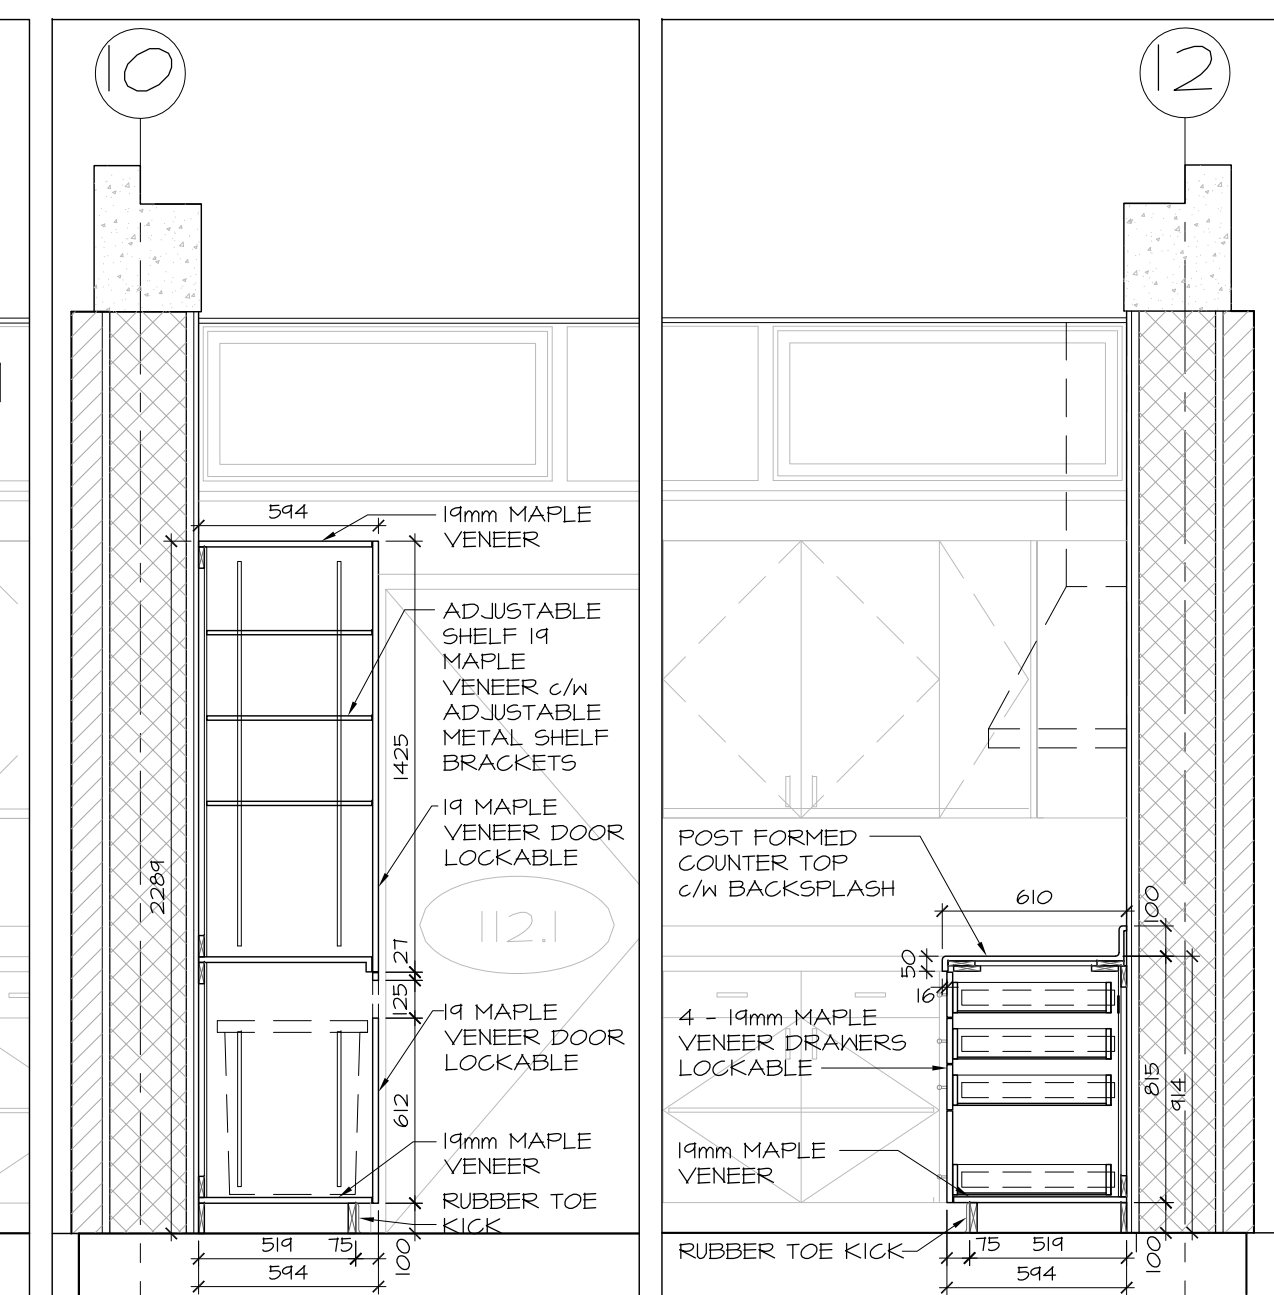 10
12
594
19mm MAPLE
VENEER
ADJUSTABLE
SHELF 19
MAPLE
VENEER c/w
ADJUSTABLE
METAL SHELF
BRACKETS
1425
19 MAPLE
VENEER DOOR
LOCKABLE
2289
112.1
27
125
19 MAPLE
VENEER DOOR
LOCKABLE
612
19mm MAPLE
VENEER
RUBBER TOE
KICK
519
75
100
594
POST FORMED
COUNTER TOP
c/w BACKSPLASH
610
100
50
16
4 - 19mm MAPLE
VENEER DRAWERS
LOCKABLE
815
914
19mm MAPLE
VENEER
RUBBER TOE KICK
75
519
100
594